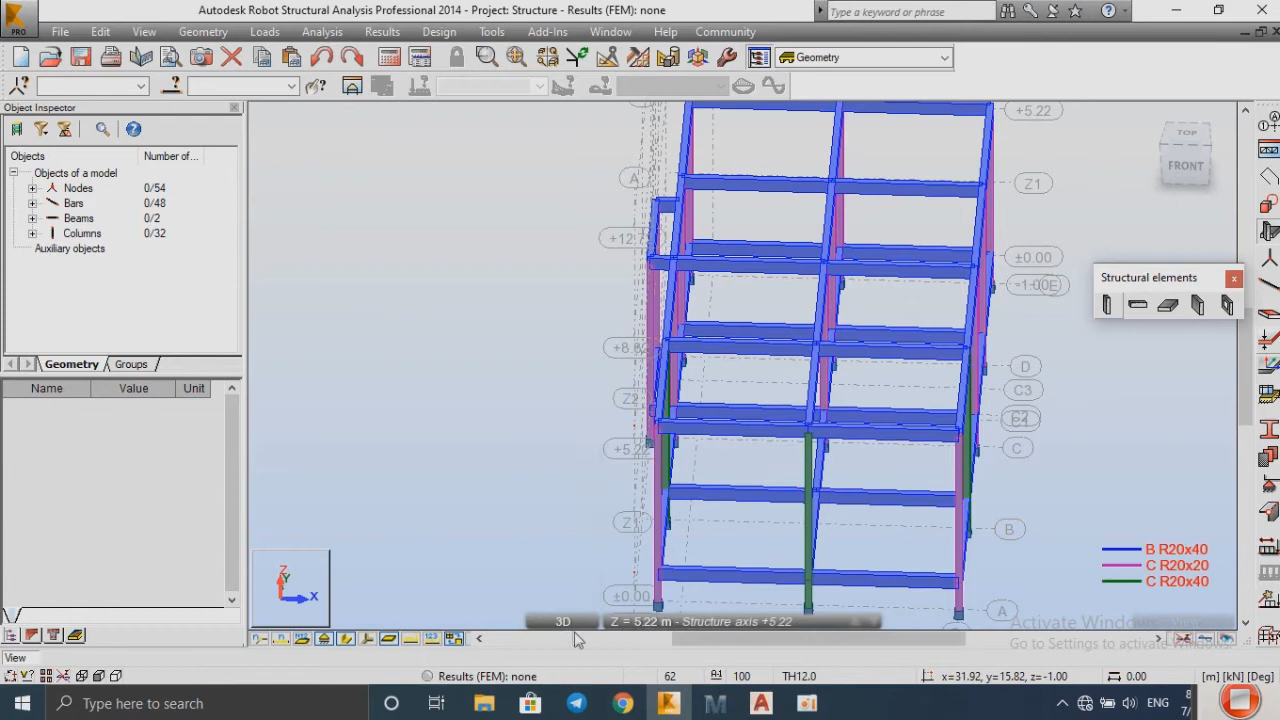 Autodesk Robot Structural Analysis Professional 2014 - Project: Structure - Results (FEM): none
Type a keyword or phrase
PRO
File Edit View Geometry Loads Analysis Results Design Tools Add-Ins Window Help Community
Geometry
Object Inspector
Objects Number of...
Objects of a model
Nodes 0/54
Bars 0/48
Beams 0/2
Columns 0/32
Auxiliary objects
Geometry Groups
Name Value Unit
+5.22
TOP
FRONT
A
Z1
±0.00
-1.00
E
Structural elements
D
Z2
C3
C
B
Z1
±0.00
A
B R20x40
C R20x20
C R20x40
Z
Y
X
3D Z = 5.22 m - Structure axis +5.22
Activate Windows
Go to Settings to activate Windows.
View
Results (FEM): none 62 100 TH12.0 x=31.92, y=15.82, z=-1.00 0.00 [m] [kN] [Deg]
Type here to search
ENG